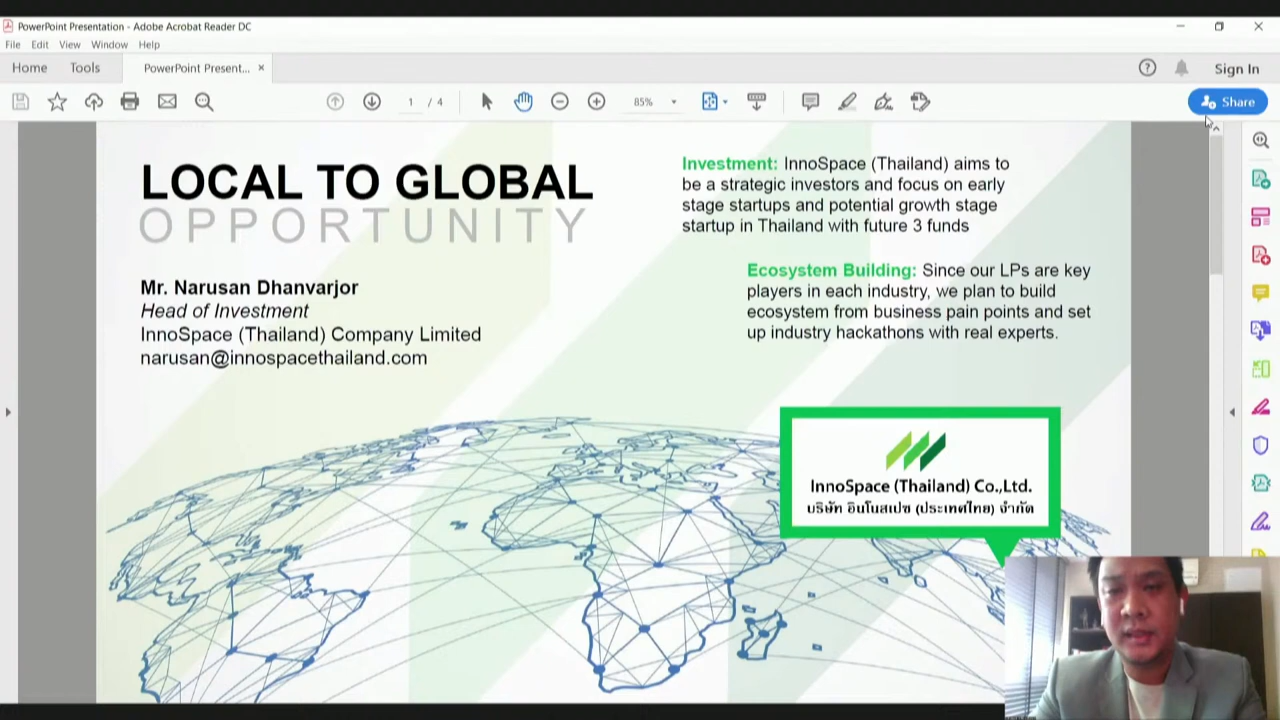 PowerPoint Presentation - Adobe Acrobat Reader DC
File Edit View Window Help
Home Tools PowerPoint Present... × Sign In
1 / 4 85% Share
LOCAL TO GLOBAL
OPPORTUNITY
Mr. Narusan Dhanvarjor
Head of Investment
InnoSpace (Thailand) Company Limited
narusan@innospacethailand.com
Investment: InnoSpace (Thailand) aims to
be a strategic investors and focus on early
stage startups and potential growth stage
startup in Thailand with future 3 funds
Ecosystem Building: Since our LPs are key
players in each industry, we plan to build
ecosystem from business pain points and set
up industry hackathons with real experts.
InnoSpace (Thailand) Co.,Ltd.
บริษัท อินโนสเปซ (ประเทศไทย) จำกัด